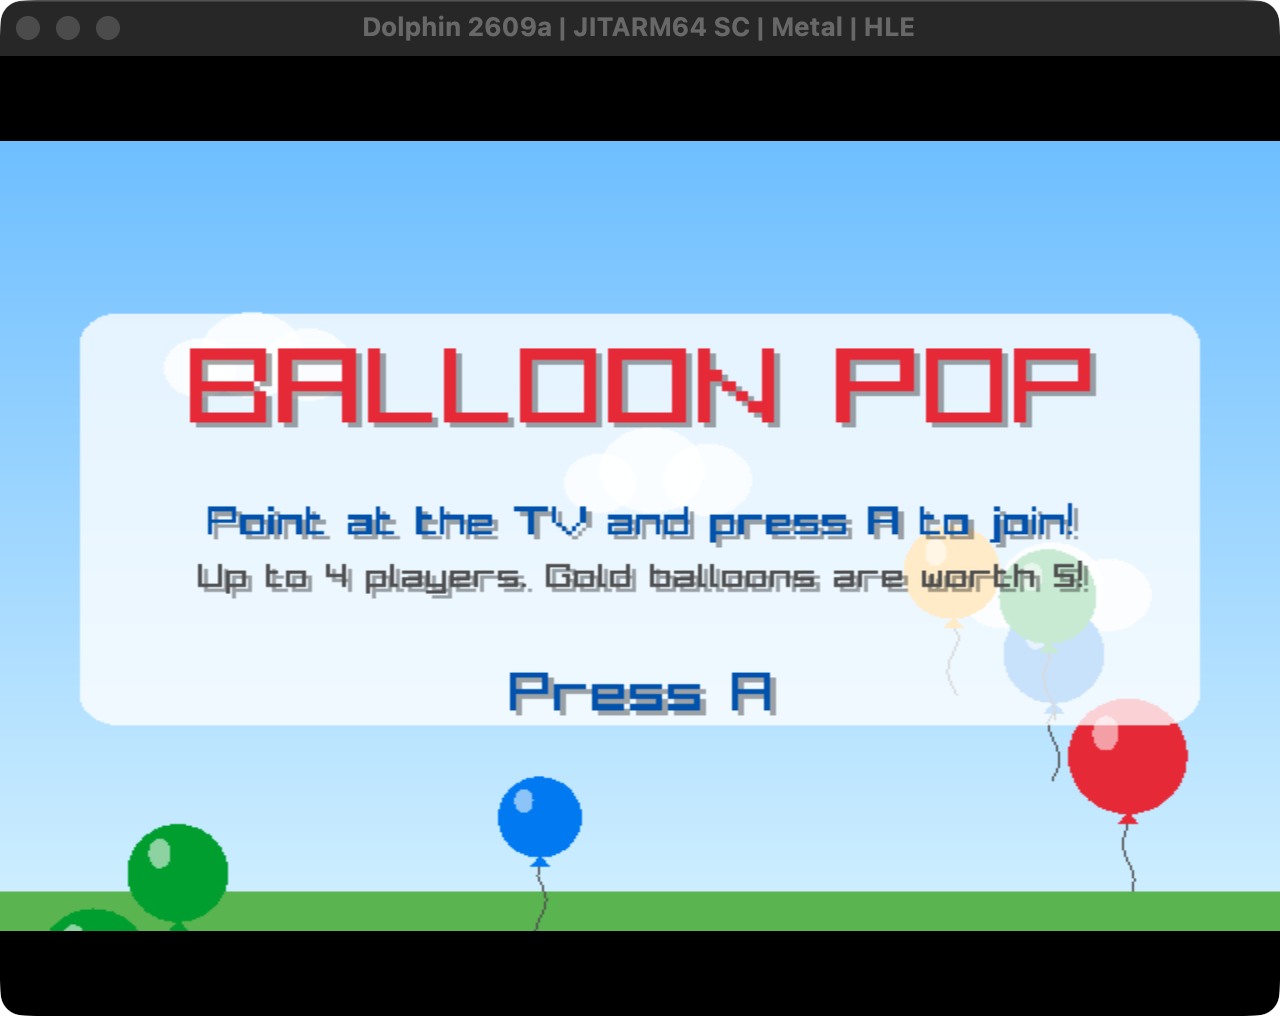 Dolphin 2609a | JITARM64 SC | Metal | HLE
BALLOON POP
Point at the TV and press A to join!
Up to 4 players. Gold balloons are worth 5!
Press A